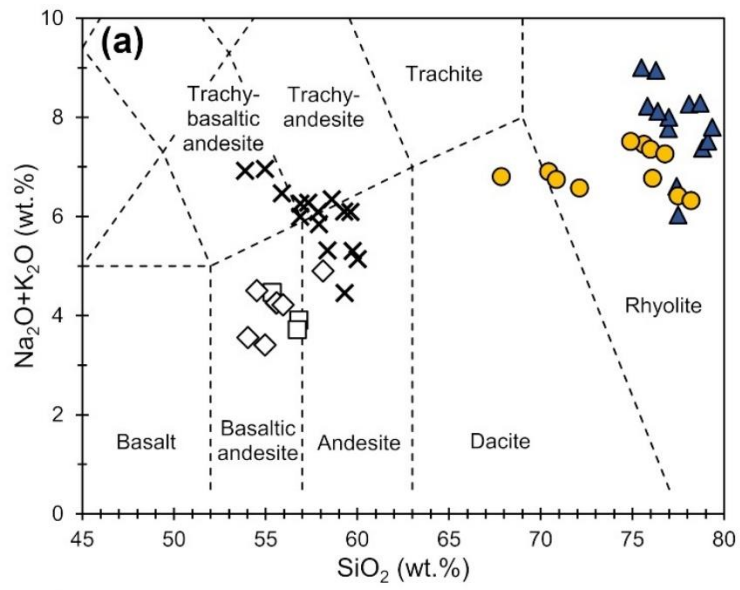 (a)
Trachite
Trachy-
basaltic
andesite
Trachy-
andesite
Rhyolite
Basalt
Basaltic
andesite
Andesite
Dacite
Na₂O+K₂O (wt.%)
10
8
6
4
2
0
45 50 55 60 65 70 75 80
SiO₂ (wt.%)